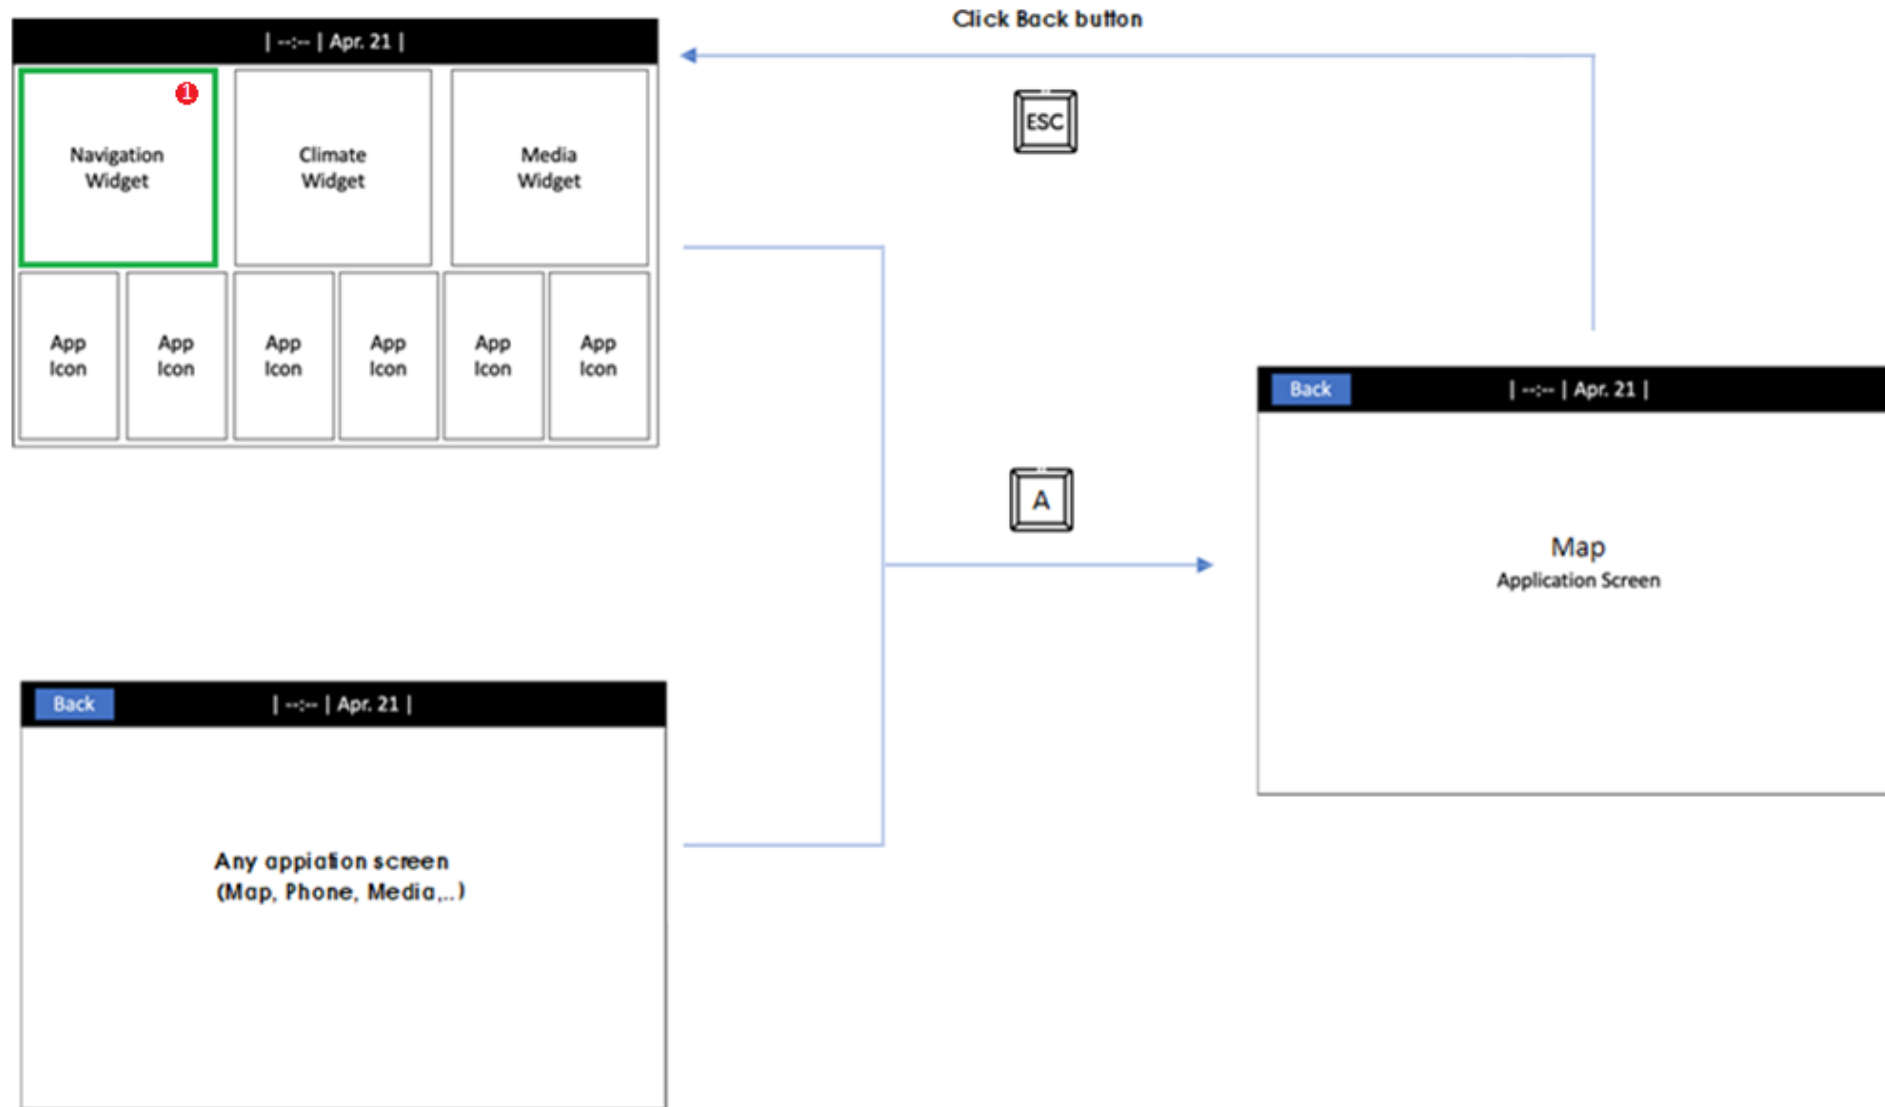 Click Back button
| --:-- | Apr. 21 |
1
Navigation
Widget
Climate
Widget
Media
Widget
ESC
App
Icon
App
Icon
App
Icon
App
Icon
App
Icon
App
Icon
Back
| --:-- | Apr. 21 |
A
Map
Application Screen
Back
| --:-- | Apr. 21 |
Any appiation screen
(Map, Phone, Media,..)